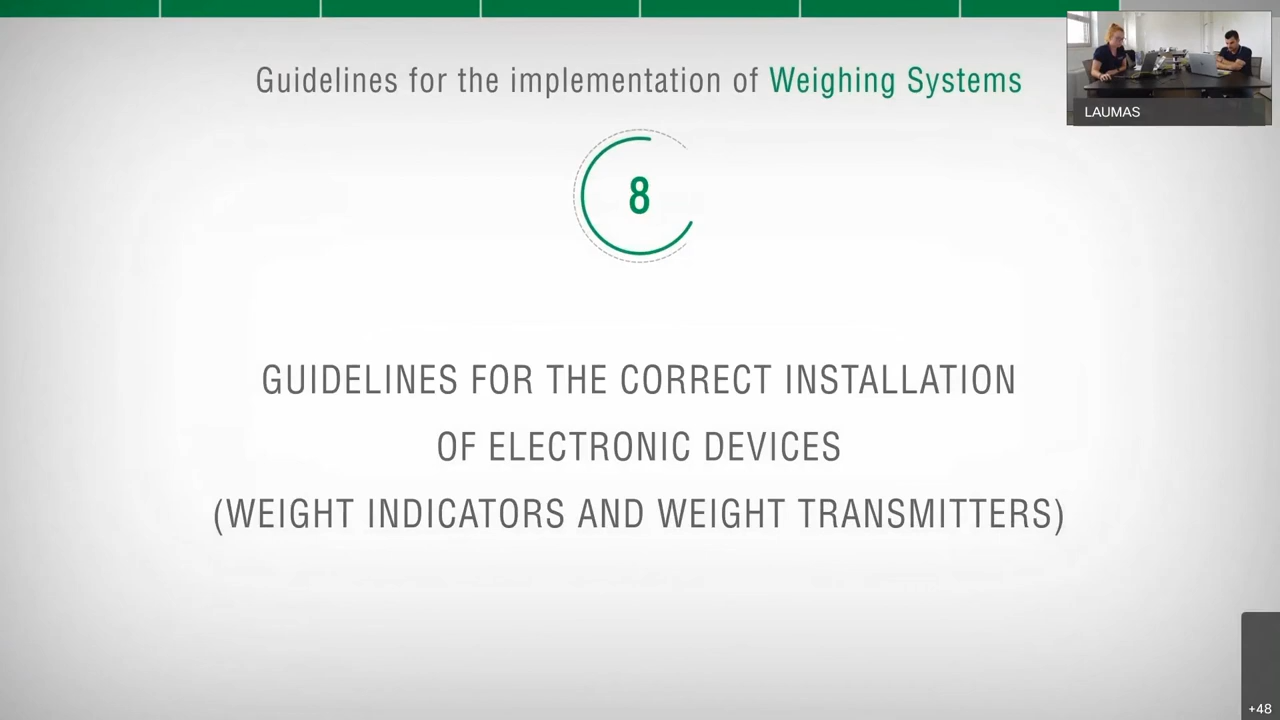 Guidelines for the implementation of Weighing Systems
LAUMAS
8
GUIDELINES FOR THE CORRECT INSTALLATION
OF ELECTRONIC DEVICES
(WEIGHT INDICATORS AND WEIGHT TRANSMITTERS)
+48